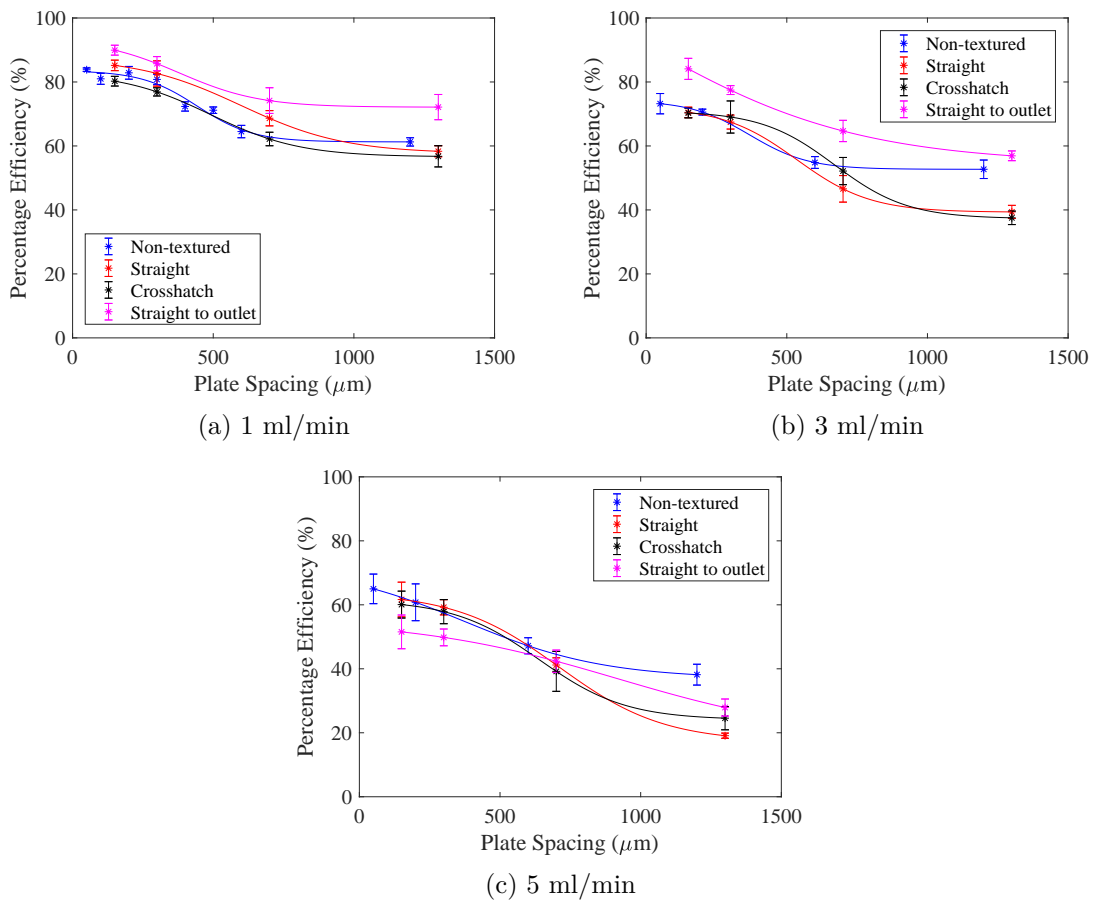 100
80
60
40
20
0
Percentage Efficiency (%)
Non-textured
Straight
Crosshatch
Straight to outlet
0 500 1000 1500
Plate Spacing (μm)
(a) 1 ml/min
100
80
60
40
20
0
Percentage Efficiency (%)
Non-textured
Straight
Crosshatch
Straight to outlet
0 500 1000 1500
Plate Spacing (μm)
(b) 3 ml/min
100
80
60
40
20
0
Percentage Efficiency (%)
Non-textured
Straight
Crosshatch
Straight to outlet
0 500 1000 1500
Plate Spacing (μm)
(c) 5 ml/min